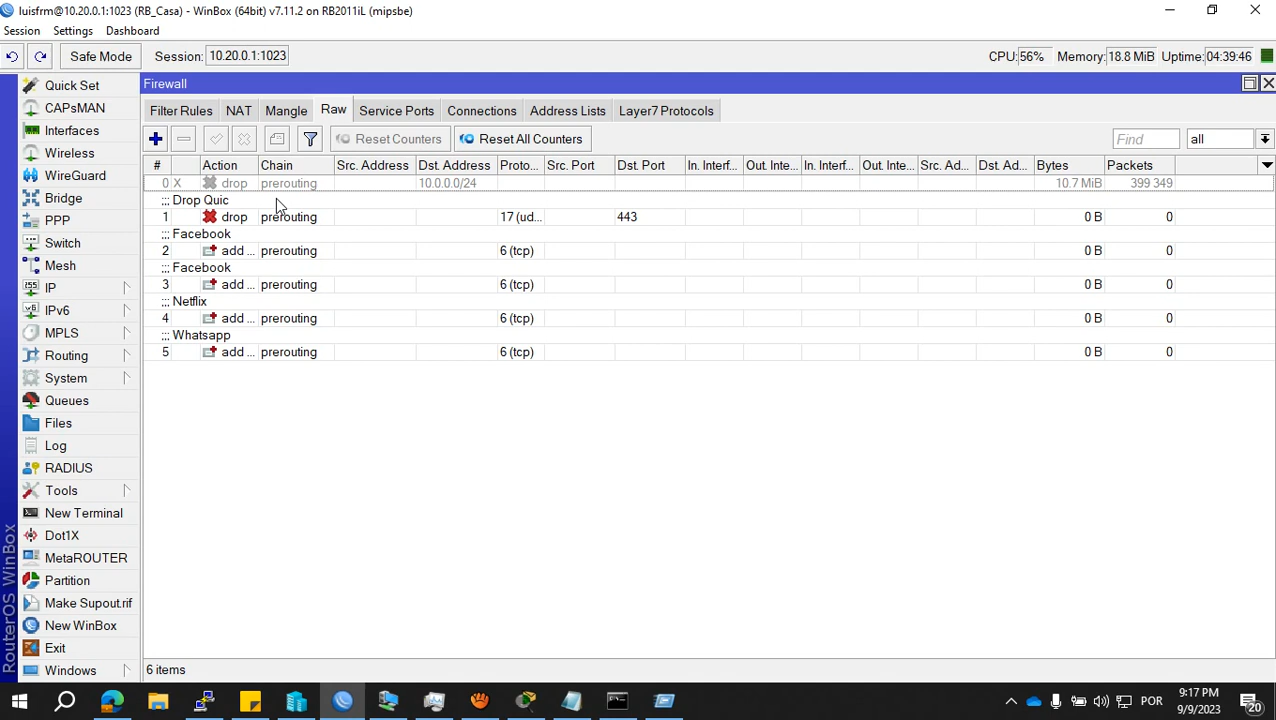 luisfrm@10.20.0.1:1023 (RB_Casa) - WinBox (64bit) v7.11.2 on RB2011iL (mipsbe)
Session Settings Dashboard
Safe Mode Session: 10.20.0.1:1023 CPU: 56% Memory: 18.8 MiB Uptime: 04:39:46
Quick Set
CAPsMAN
Interfaces
Wireless
WireGuard
Bridge
PPP
Switch
Mesh
IP
IPv6
MPLS
Routing
System
Queues
Files
Log
RADIUS
Tools
New Terminal
Dot1X
MetaROUTER
Partition
Make Supout.rif
New WinBox
Exit
Windows
RouterOS WinBox
Firewall
Filter Rules NAT Mangle Raw Service Ports Connections Address Lists Layer7 Protocols
Reset Counters Reset All Counters Find all
# Action Chain Src. Address Dst. Address Proto... Src. Port Dst. Port In. Interf... Out. Inte... In. Interf... Out. Inte... Src. Ad... Dst. Ad... Bytes Packets
0 X drop prerouting 10.0.0.0/24 10.7 MiB 399 349
;;; Drop Quic
1 drop prerouting 17 (ud... 443 0 B 0
;;; Facebook
2 add ... prerouting 6 (tcp) 0 B 0
;;; Facebook
3 add ... prerouting 6 (tcp) 0 B 0
;;; Netflix
4 add ... prerouting 6 (tcp) 0 B 0
;;; Whatsapp
5 add ... prerouting 6 (tcp) 0 B 0
6 items
POR
9:17 PM
9/9/2023
20